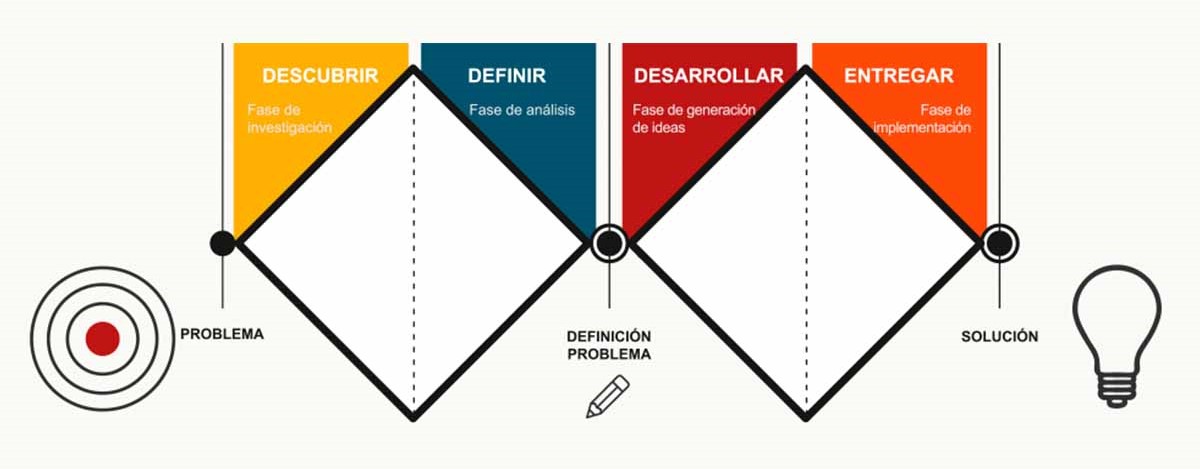 DESCUBRIR
Fase de
investigación
DEFINIR
Fase de análisis
DESARROLLAR
Fase de generación
de ideas
ENTREGAR
Fase de
implementación
PROBLEMA
DEFINICIÓN
PROBLEMA
SOLUCIÓN